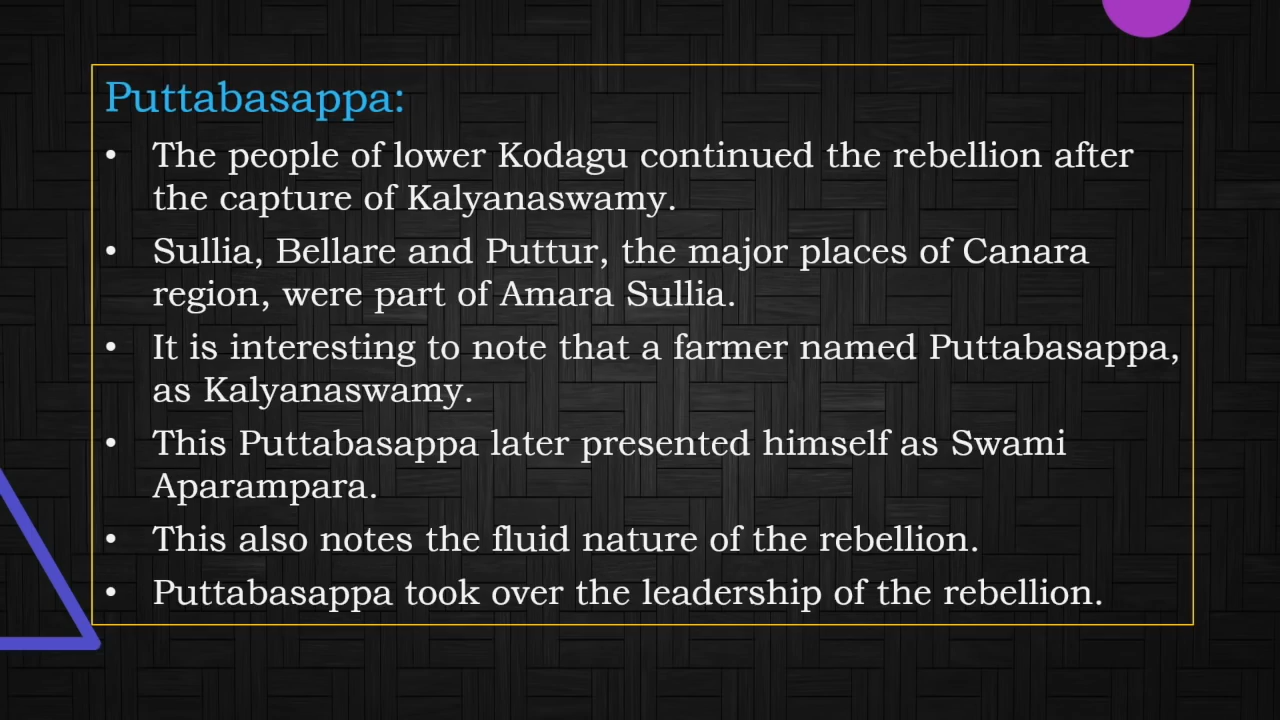 Puttabasappa:
• The people of lower Kodagu continued the rebellion after
the capture of Kalyanaswamy.
• Sullia, Bellare and Puttur, the major places of Canara
region, were part of Amara Sullia.
• It is interesting to note that a farmer named Puttabasappa,
as Kalyanaswamy.
• This Puttabasappa later presented himself as Swami
Aparampara.
• This also notes the fluid nature of the rebellion.
• Puttabasappa took over the leadership of the rebellion.